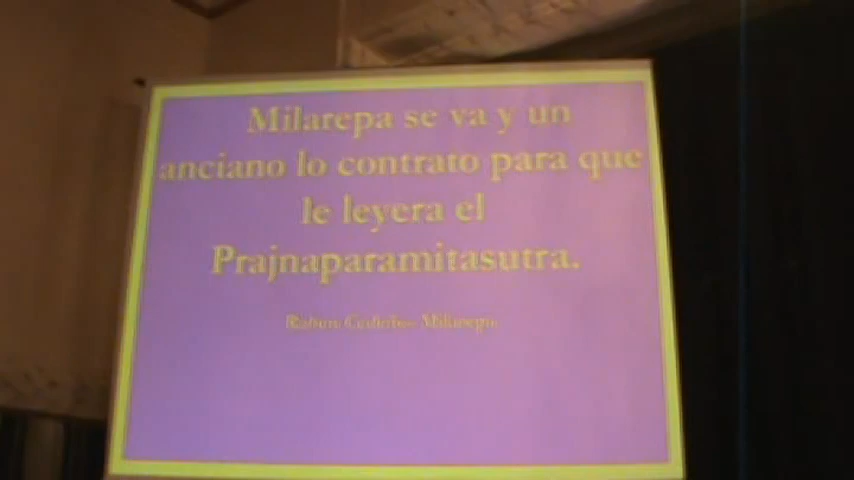 Milarepa se va y un
anciano lo contrato para que
le leyera el
Prajnaparamitasutra.